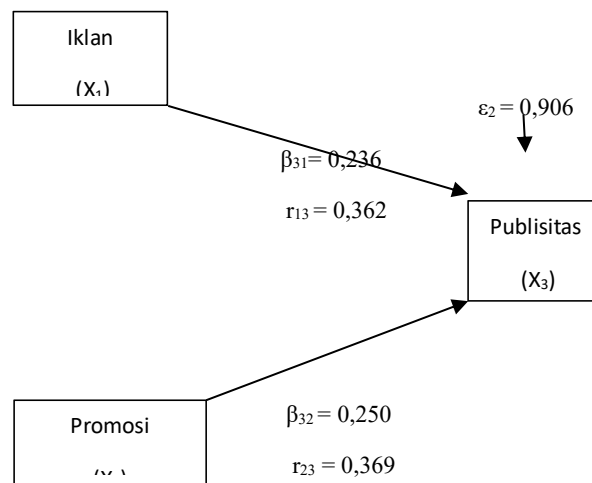 Iklan
(X₁)
ε₂ = 0,906
β₃₁= 0,236
r₁₃ = 0,362
Publisitas
(X₃)
Promosi
β₃₂ = 0,250
r₂₃ = 0,369